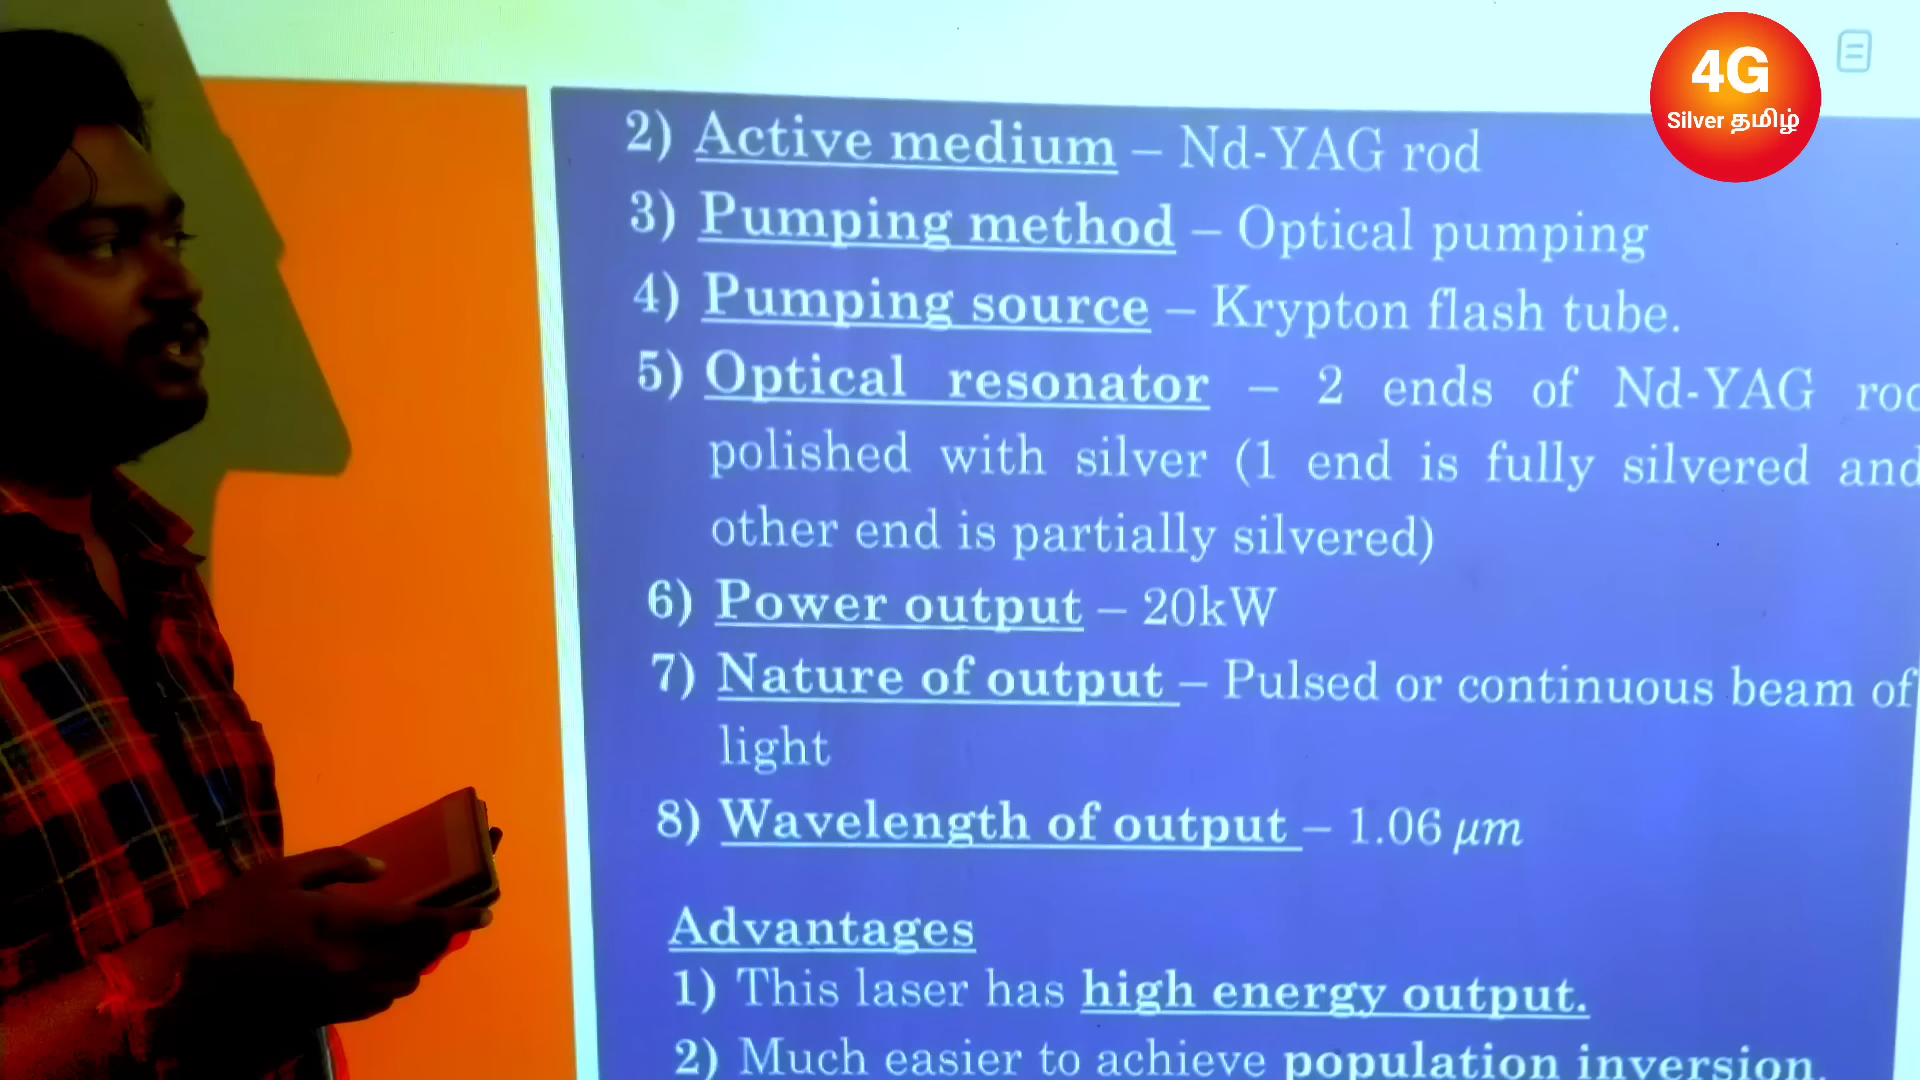 4G
Silver தமிழ்
2) Active medium – Nd-YAG rod
3) Pumping method – Optical pumping
4) Pumping source – Krypton flash tube.
5) Optical resonator – 2 ends of Nd-YAG rod
polished with silver (1 end is fully silvered and
other end is partially silvered)
6) Power output – 20kW
7) Nature of output – Pulsed or continuous beam of
light
8) Wavelength of output – 1.06 μm
Advantages
1) This laser has high energy output.
2) Much easier to achieve population inversion.